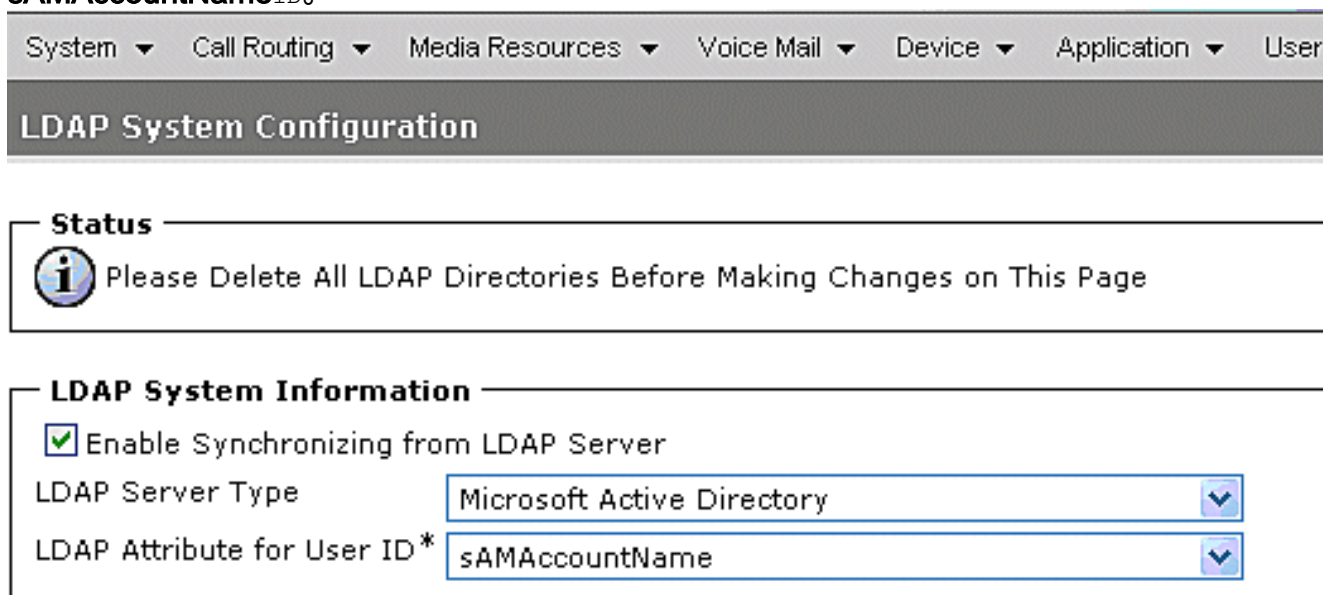 sAMAccountNameID。
System Call Routing Media Resources Voice Mail Device Application User
LDAP System Configuration
Status
Please Delete All LDAP Directories Before Making Changes on This Page
LDAP System Information
Enable Synchronizing from LDAP Server
LDAP Server Type Microsoft Active Directory
LDAP Attribute for User ID* sAMAccountName